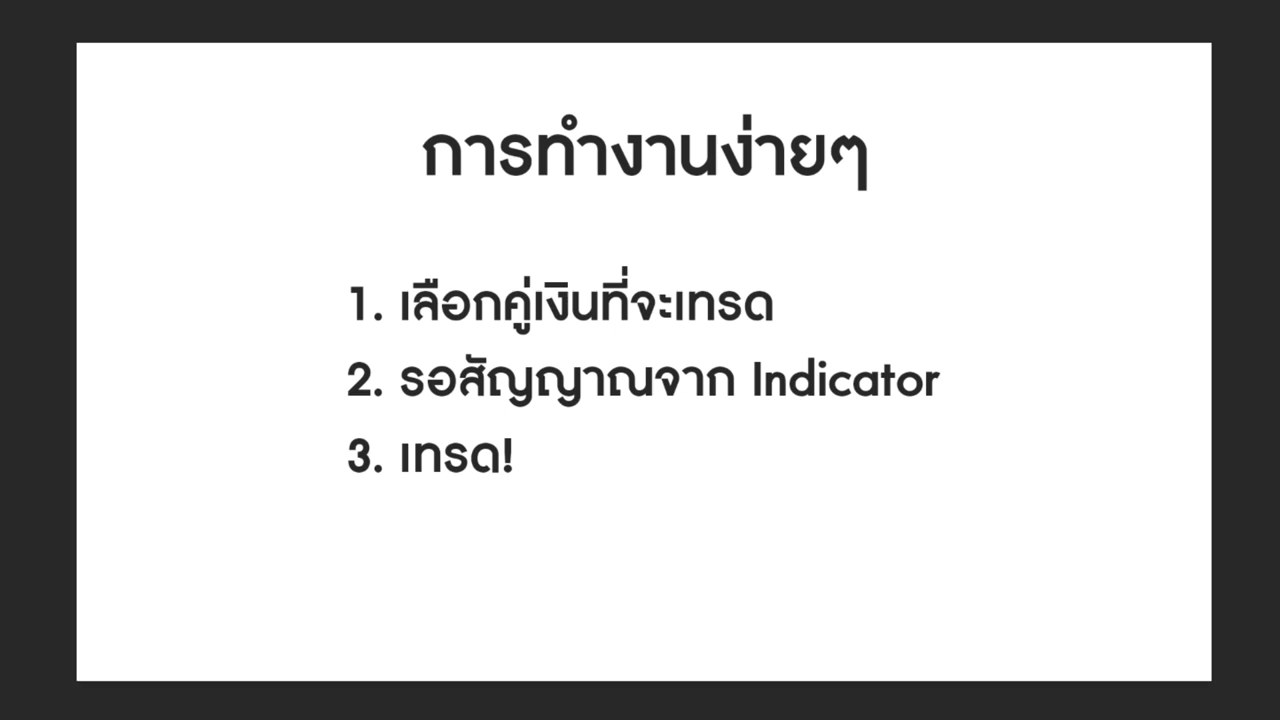 การทำงานง่ายๆ
1. เลือกคู่เงินที่จะเทรด
2. รอสัญญาณจาก Indicator
3. เทรด!